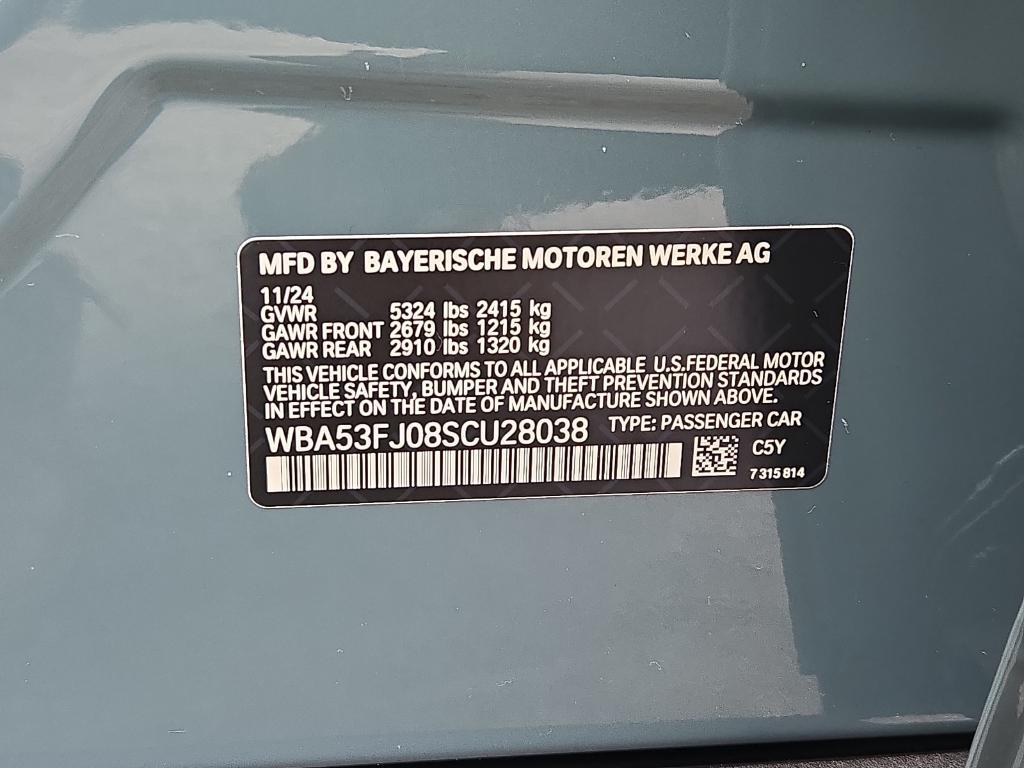 MFD BY BAYERISCHE MOTOREN WERKE AG
11/24
GVWR 5324 lbs 2415 kg
GAWR FRONT 2679 lbs 1215 kg
GAWR REAR 2910 lbs 1320 kg
THIS VEHICLE CONFORMS TO ALL APPLICABLE U.S.FEDERAL MOTOR
VEHICLE SAFETY, BUMPER AND THEFT PREVENTION STANDARDS
IN EFFECT ON THE DATE OF MANUFACTURE SHOWN ABOVE.
WBA53FJ08SCU28038 TYPE: PASSENGER CAR
C5Y
7 315 814